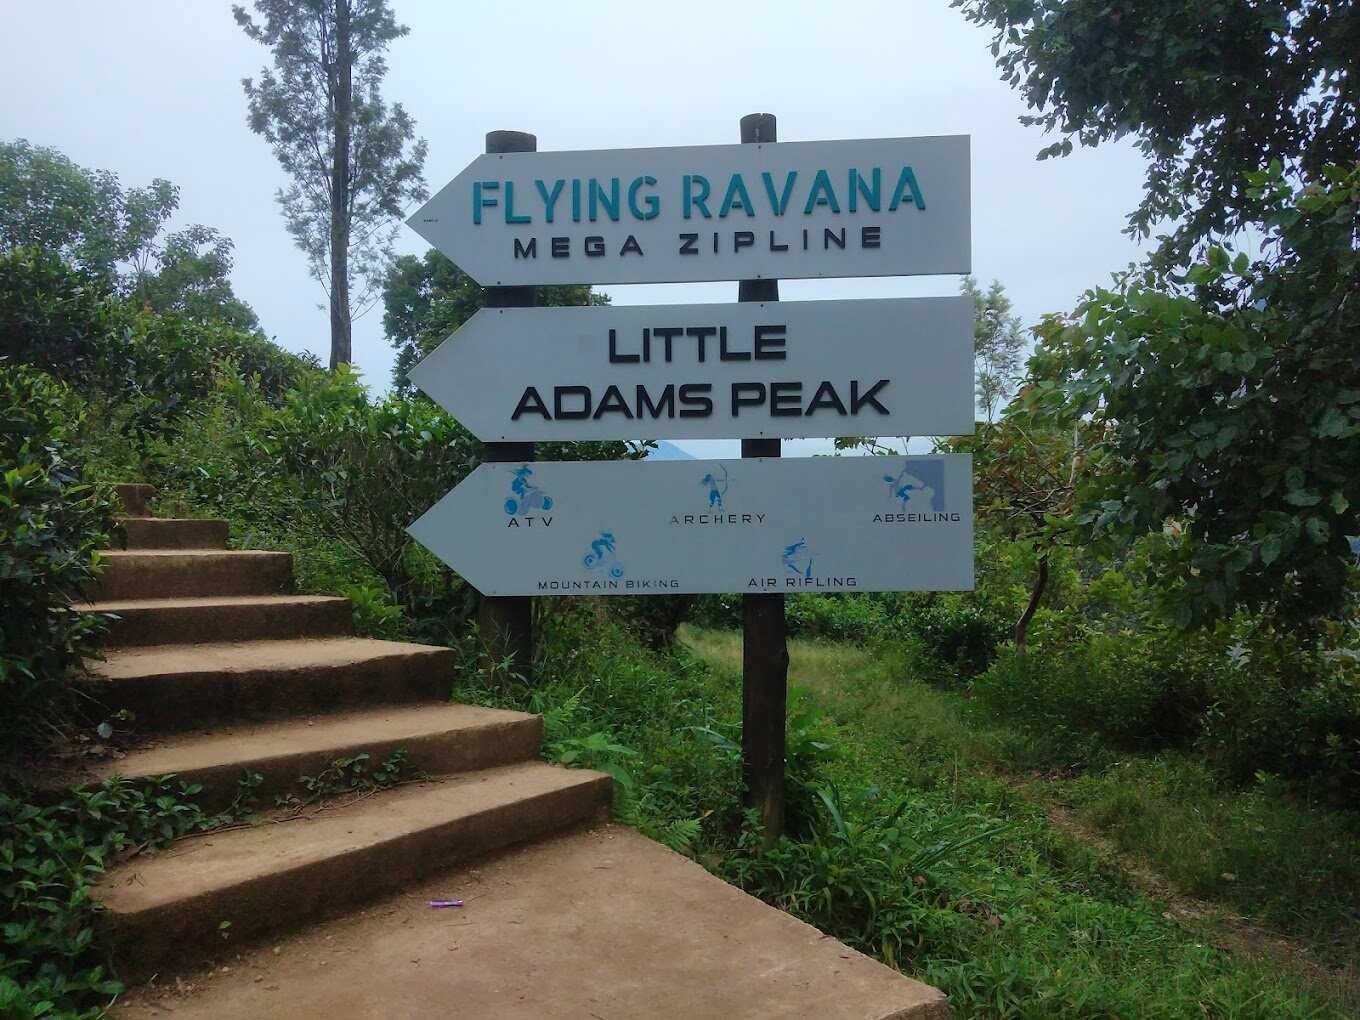 FLYING RAVANA
MEGA ZIPLINE
LITTLE
ADAMS PEAK
ATV
ARCHERY
ABSEILING
MOUNTAIN BIKING
AIR RIFLING